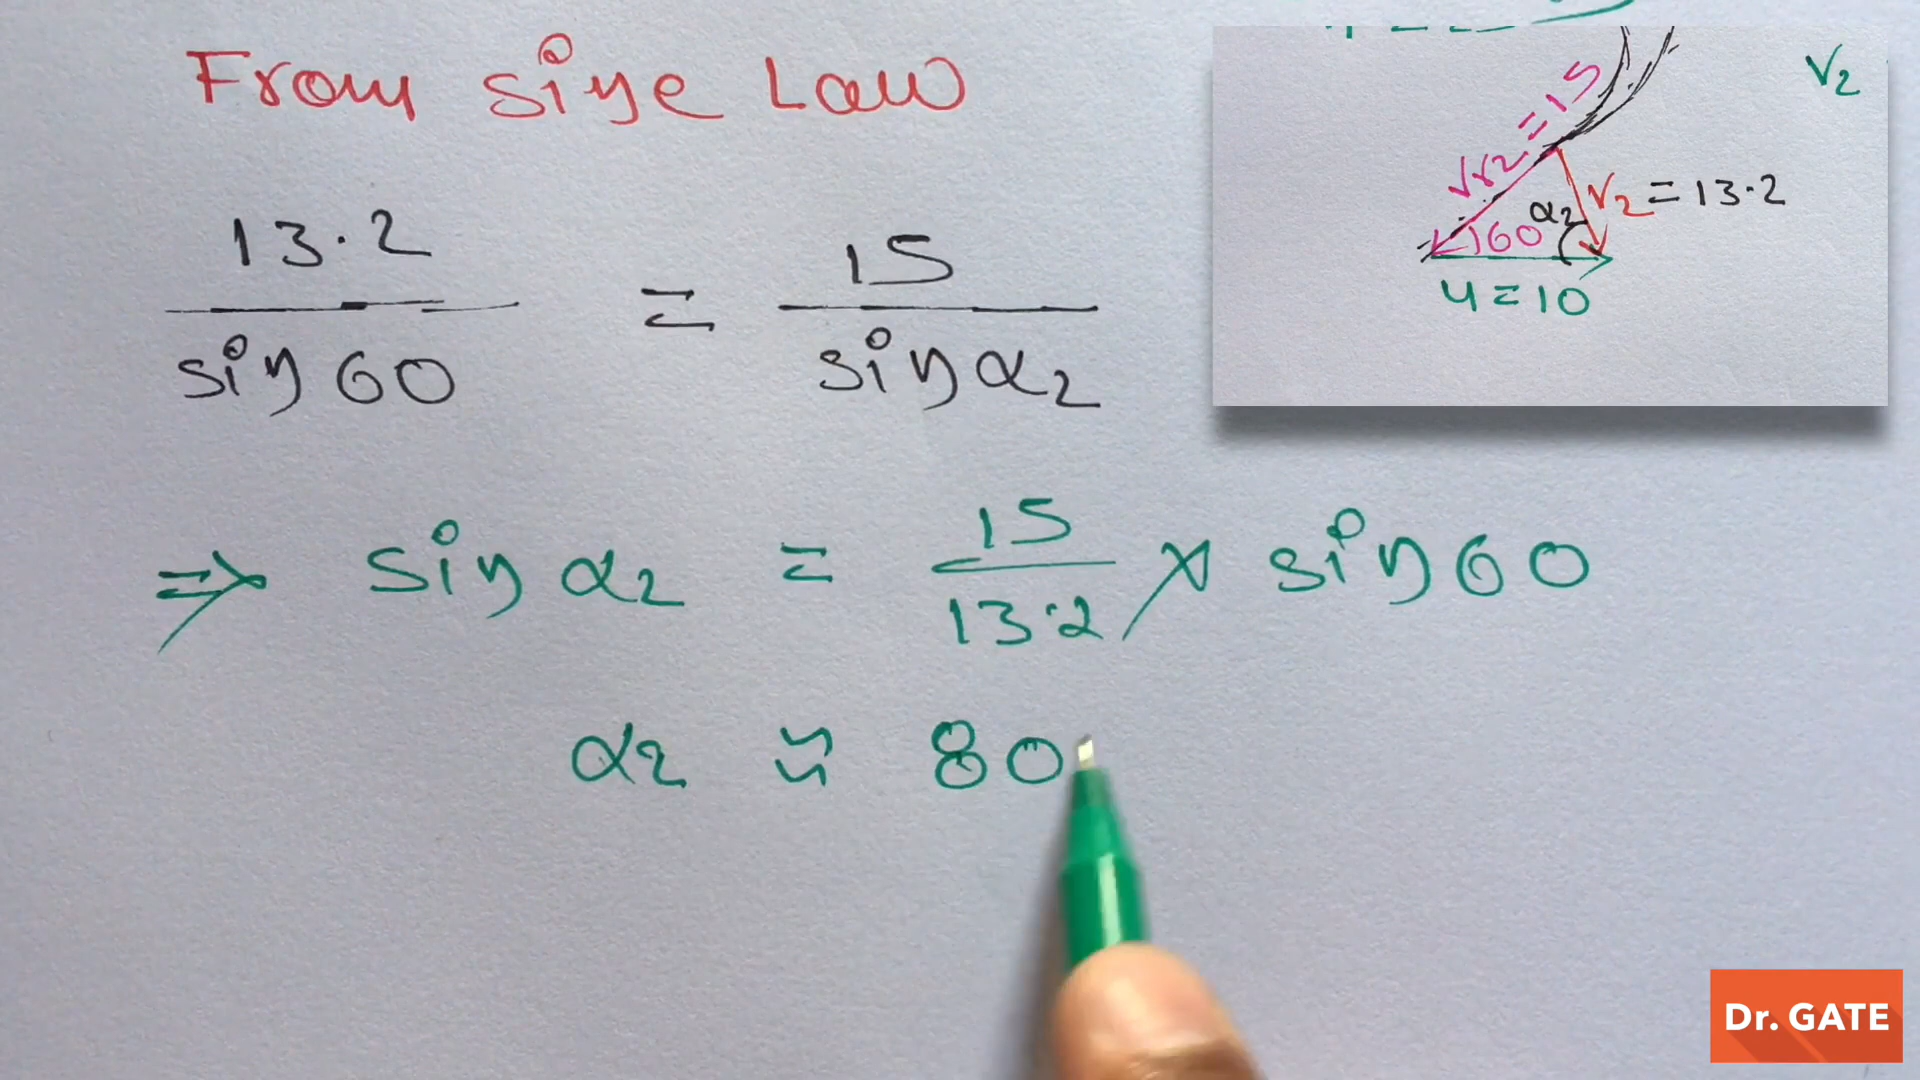 From sine Law
13.2 / sin 60 = 15 / sin α2
⇒ sin α2 = 15 / 13.2 × sin 60
α2 ≈ 80
V2
Vr2 = 15
α2
V2 = 13.2
60
u = 10
Dr. GATE